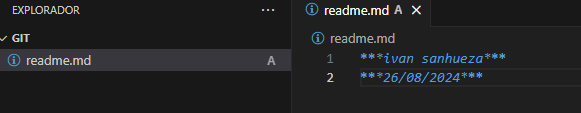 EXPLORADOR ...
readme.md A
GIT
readme.md A
readme.md
1 ***ivan sanhueza***
2 ***26/08/2024***